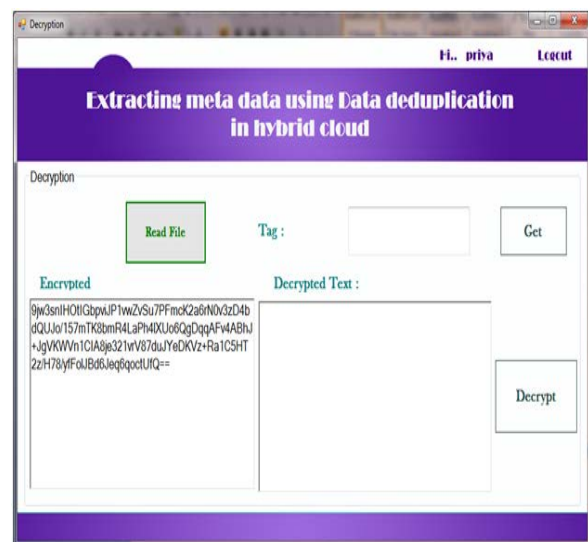 Decryption
Hi.. priya Logout
Extracting meta data using Data deduplication
in hybrid cloud
Decryption
Read File
Tag :
Get
Encrypted
Decrypted Text :
9jw3snIHOtIGbpviJP1vwZvSu7PFmcK2a6rN0v3zD4b
dQUJo/157mTK8bmR4LaPh4lXUo6QgDqqAFv4ABhJ
+JgVKWVn1CIA8je321vrV87duJYeDKVz+Ra1C5HT
2z/H78/yfFolJBd6Jeq6qoctUfQ==
Decrypt